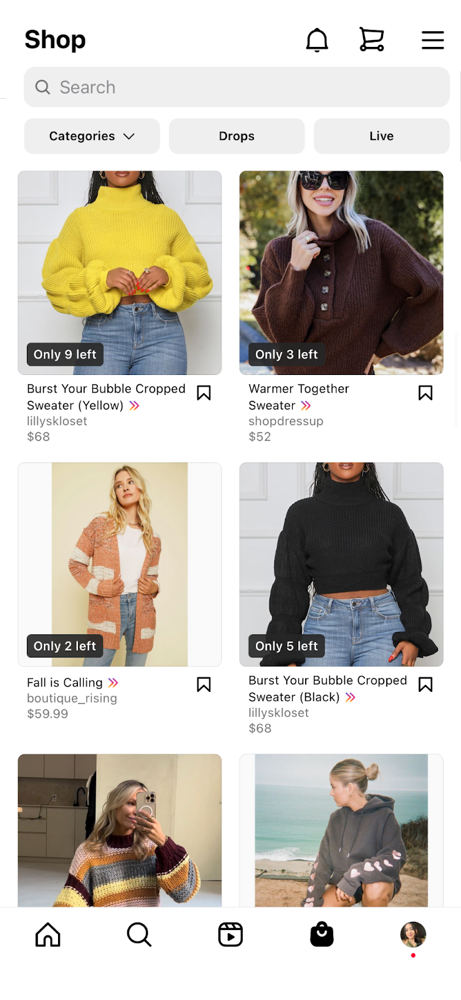 Shop
Search
Categories
Drops
Live
Only 9 left
Only 3 left
Burst Your Bubble Cropped
Sweater (Yellow)
lillyskloset
$68
Warmer Together
Sweater
shopdressup
$52
Only 2 left
Only 5 left
Fall is Calling
boutique_rising
$59.99
Burst Your Bubble Cropped
Sweater (Black)
lillyskloset
$68